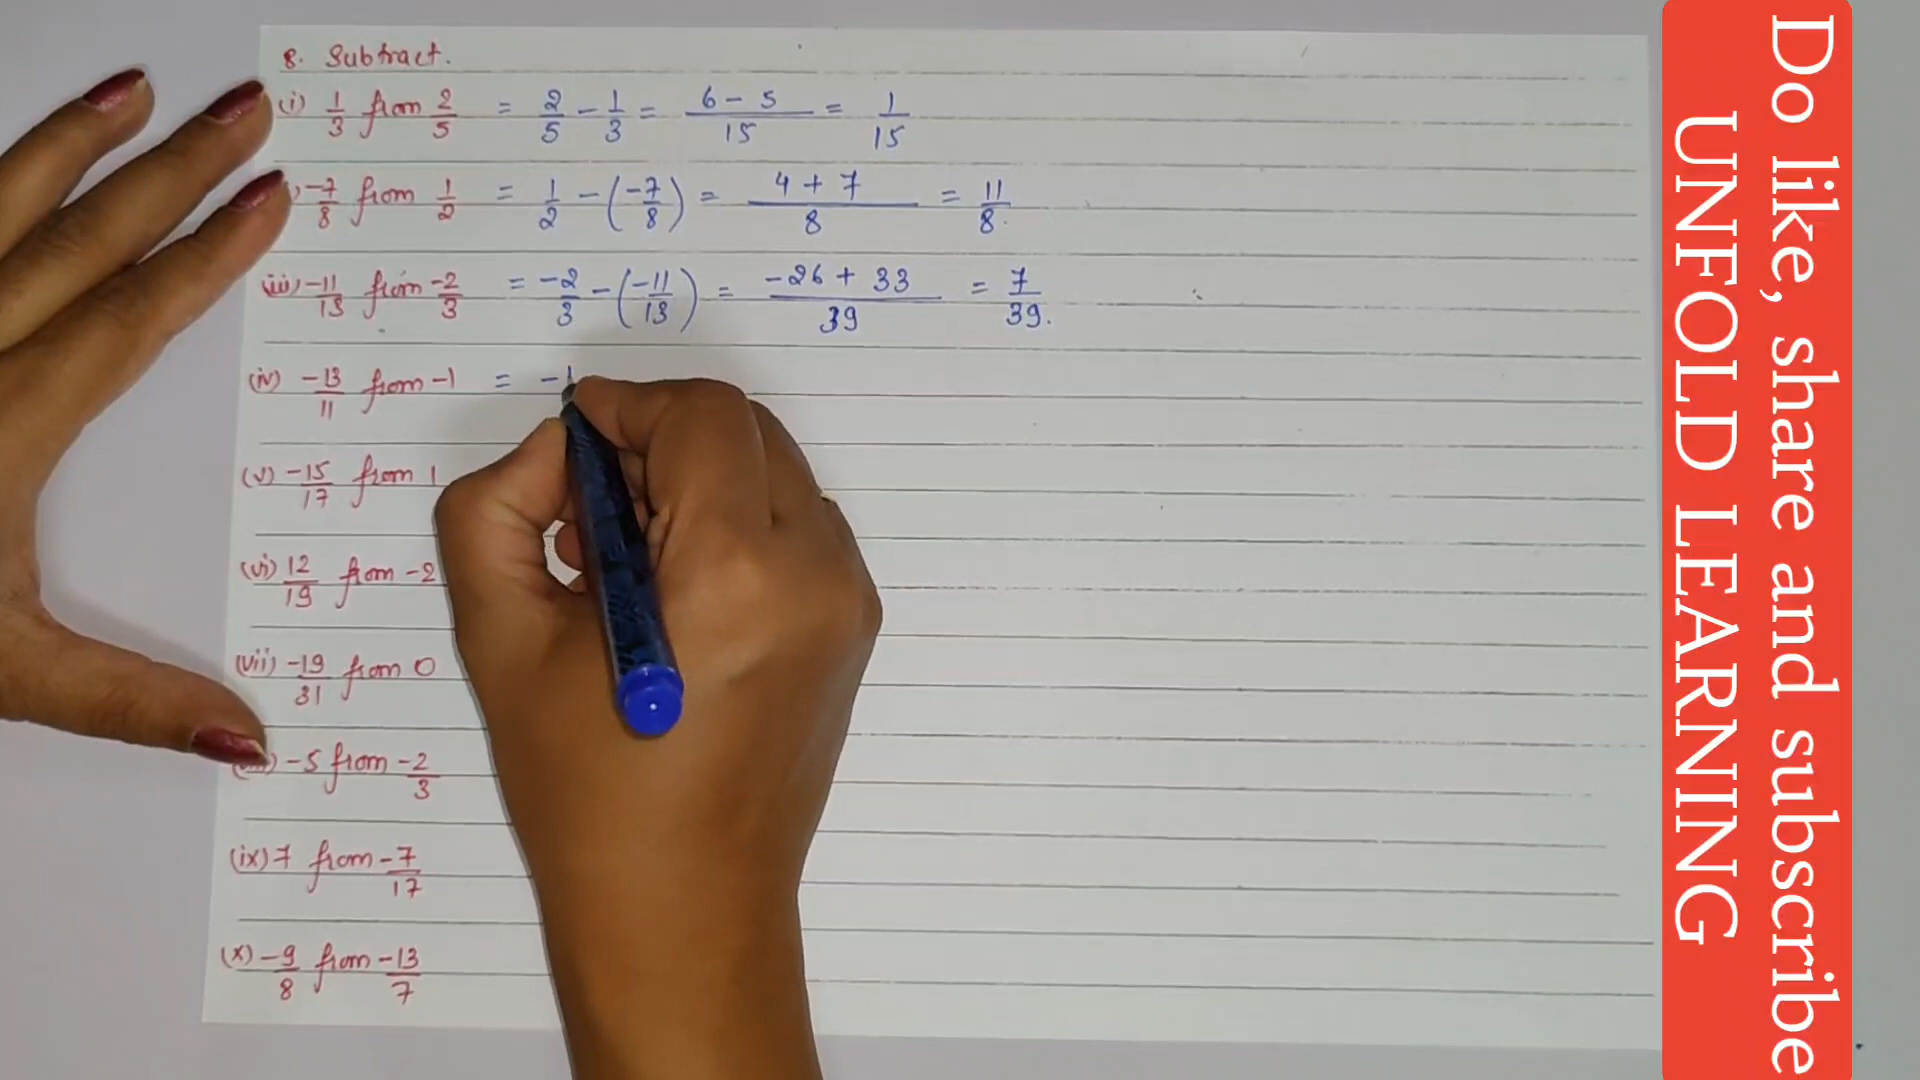 8. Subtract.
(i) 1/3 from 2/5 = 2/5 - 1/3 = 6 - 5/15 = 1/15
) -7/8 from 1/2 = 1/2 - (-7/8) = 4 + 7/8 = 11/8.
(iii) -11/13 from -2/3 = -2/3 - (-11/13) = -26 + 33/39 = 7/39.
(iv) -13/11 from -1 = -1
(v) -15/17 from 1
(vi) 12/19 from -2
(vii) -19/31 from 0
) -5 from -2/3
(ix) 7 from -7/17
(x) -9/8 from -13/7
Do like, share and subscribe
UNFOLD LEARNING